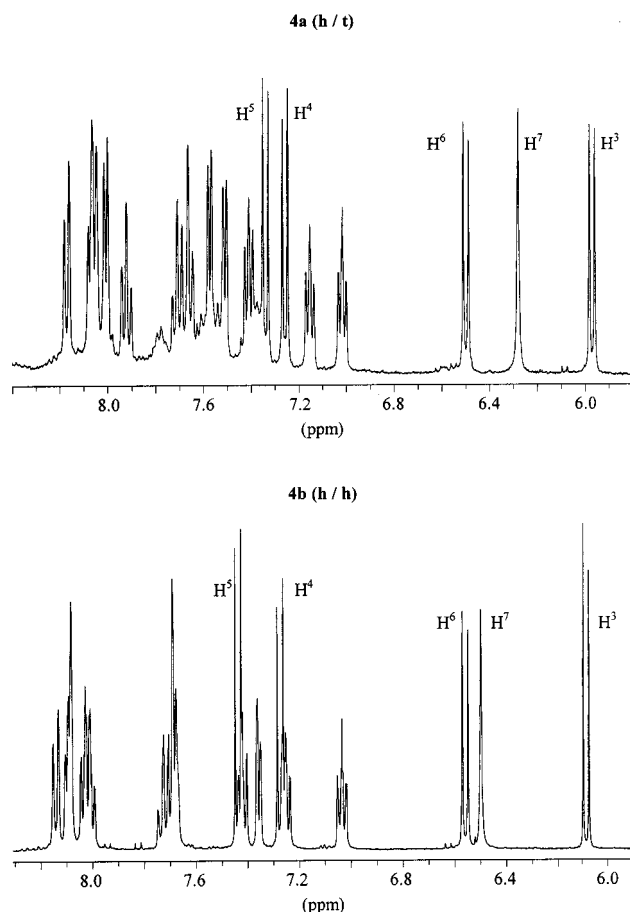 4a (h / t)
H⁵ H⁴ H⁶ H⁷ H³
8.0 7.6 7.2 6.8 6.4 6.0
(ppm)
4b (h / h)
H⁵ H⁴ H⁶ H⁷ H³
8.0 7.6 7.2 6.8 6.4 6.0
(ppm)